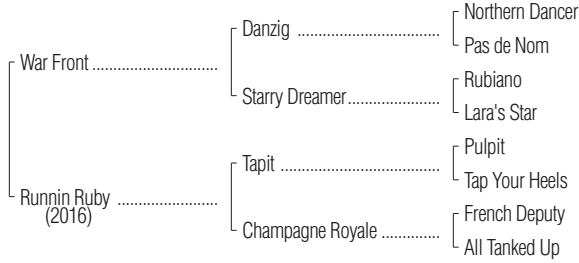 Northern Dancer
Danzig
Pas de Nom
War Front
Rubiano
Starry Dreamer
Lara's Star
Pulpit
Tapit
Tap Your Heels
Runnin Ruby
(2016)
French Deputy
Champagne Royale
All Tanked Up